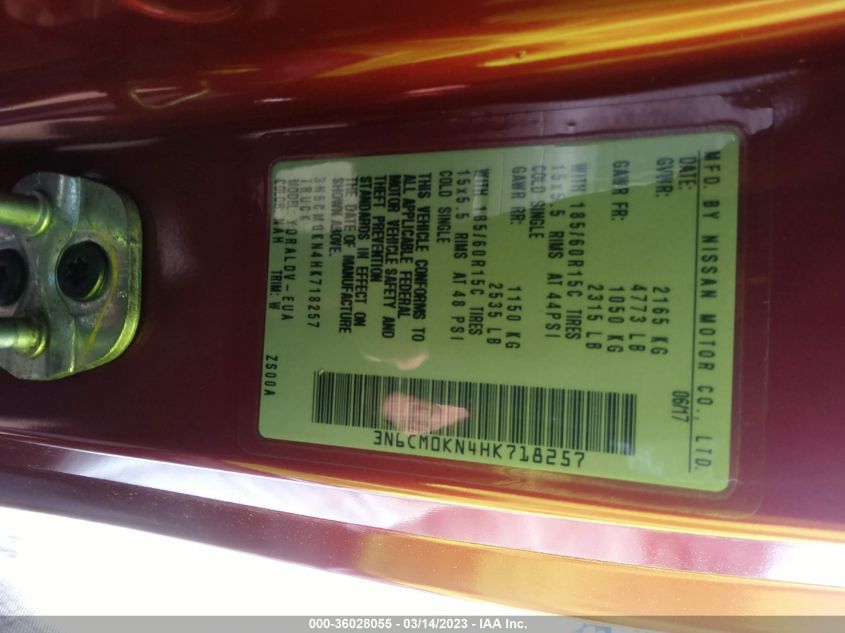 MFD. BY NISSAN MOTOR CO., LTD.
DATE: 06/17
GVWR: 2165 KG
4773 LB
GAWR FR: 1050 KG
2315 LB
WITH 185/60R15C TIRES
15x5.5 RIMS AT 44PSI
COLD SINGLE
GAWR RR: 1150 KG
2535 LB
WITH 185/60R15C TIRES
15x5.5 RIMS AT 48 PSI
COLD SINGLE
THIS VEHICLE CONFORMS TO
ALL APPLICABLE FEDERAL
MOTOR VEHICLE SAFETY AND
THEFT PREVENTION
STANDARDS IN EFFECT ON
THE DATE OF MANUFACTURE
SHOWN ABOVE.
3N6CM0KN4HK718257
TRUCK
MODEL: YDRALDV-EUA
COLOR: NAH TRIM: W
ZS00A
3N6CM0KN4HK718257
000-36028055 — 03/14/2023 — IAA Inc.